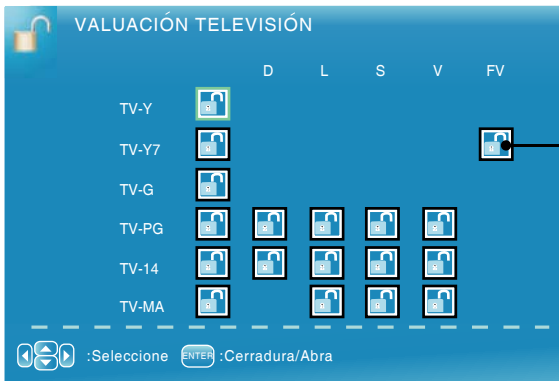 VALUACIÓN TELEVISIÓN
D L S V FV
TV-Y
TV-Y7
TV-G
TV-PG
TV-14
TV-MA
:Seleccione ENTER :Cerradura/Abra